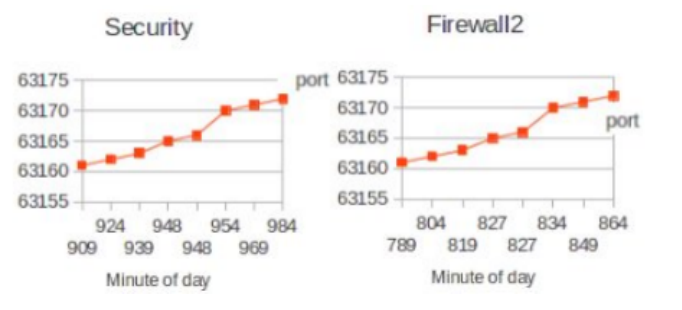 Security
63175
63170
63165
63160
63155
port
924 948 954 984
909 939 948 969
Minute of day
Firewall2
63175
63170
63165
63160
63155
port
804 827 834 864
789 819 827 849
Minute of day